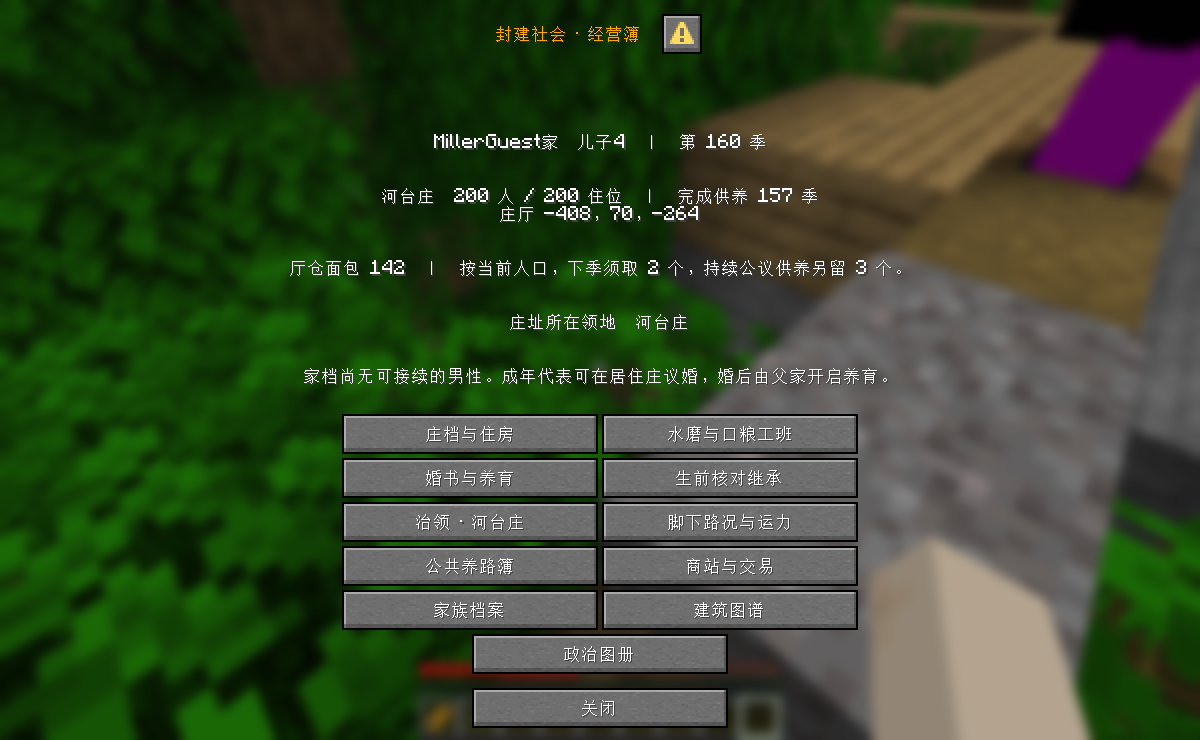 封建社会 · 经营簿
MillerGuest家 儿子4 | 第 160 季
河台庄 200 人 / 200 住位 | 完成供养 157 季
庄厅 -408, 70, -264
厅仓面包 142 | 按当前人口,下季须取 2 个,持续公议供养另留 3 个。
庄址所在领地 河台庄
家档尚无可接续的男性。成年代表可在居住庄议婚,婚后由父家开启养育。
庄档与住房 水磨与口粮工班
婚书与养育 生前核对继承
治领 · 河台庄 脚下路况与运力
公共养路簿 商站与交易
家族档案 建筑图谱
政治图册
关闭